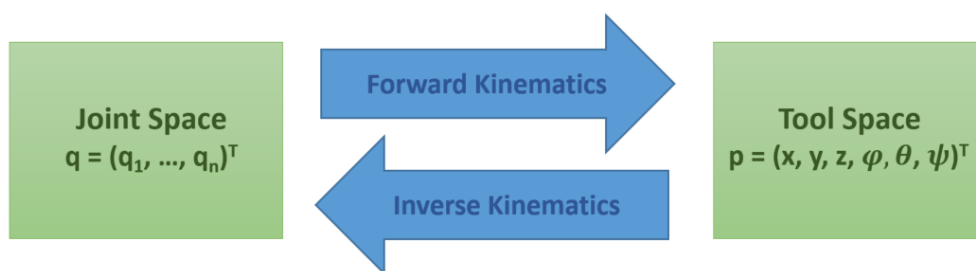 Forward Kinematics
Joint Space
q = (q₁, …, qₙ)ᵀ
Tool Space
p = (x, y, z, φ, θ, ψ)ᵀ
Inverse Kinematics